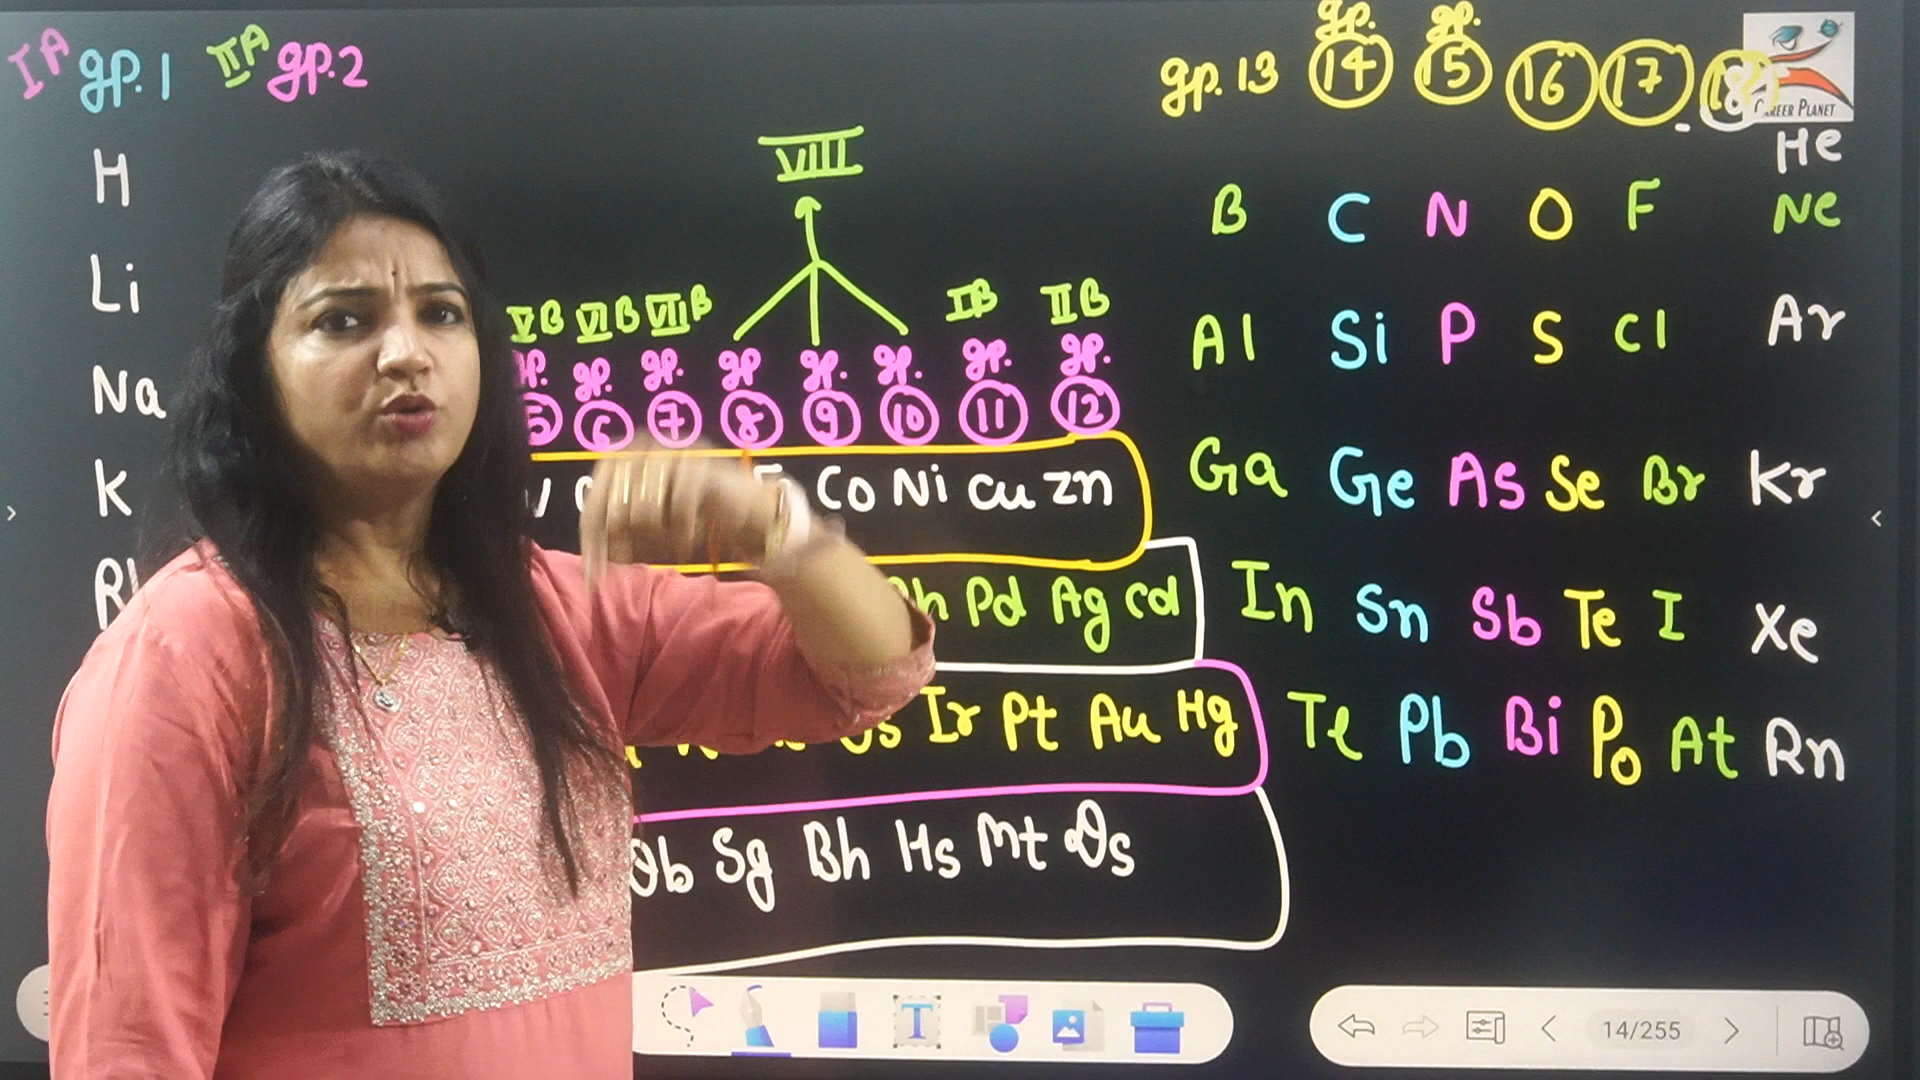 IA gp.1 IIA gp.2 gp.13 gp. 14 gp. 15 16 17 18
CAREER PLANET
He
H VIII B C N O F Ne
Li VB VIB VIIB IB IIB
Al Si P S Cl Ar
gp. gp. gp. gp. gp. gp. gp.
Na 5 6 7 8 9 10 11 12
K Co Ni Cu Zn Ga Ge As Se Br Kr
Pd Ag Cd In Sn Sb Te I Xe
Ir Pt Au Hg Tl Pb Bi Po At Rn
Db Sg Bh Hs Mt Ds
T
14/255